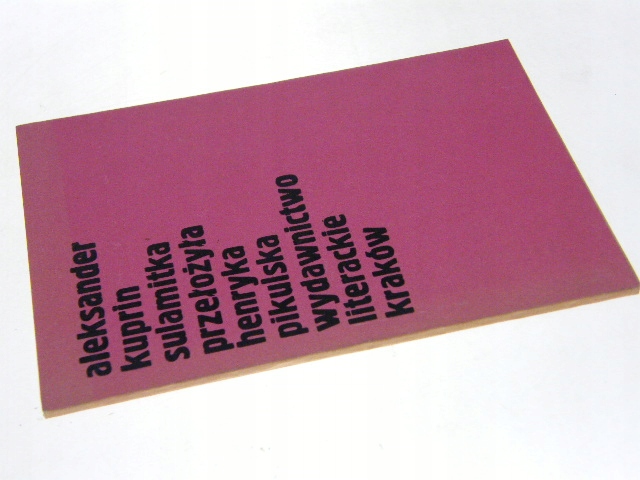 aleksander
kuprin
sulamitka
przełożyła
henryka
pikulska
wydawnictwo
literackie
kraków